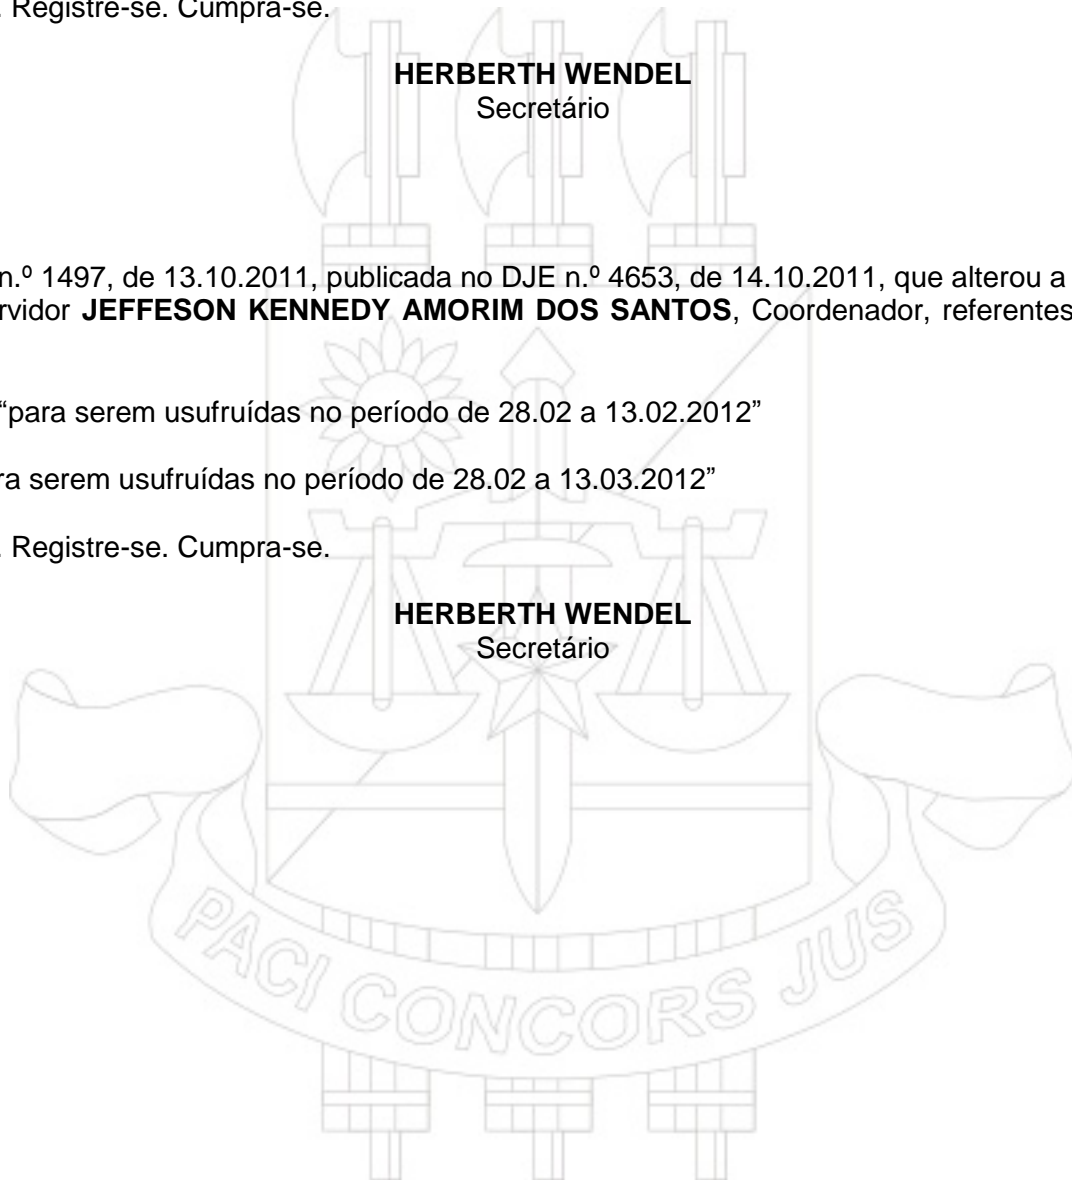 . Registre-se. Cumpra-se.
HERBERTH WENDEL
Secretário
n.º 1497, de 13.10.2011, publicada no DJE n.º 4653, de 14.10.2011, que alterou a
rvidor JEFFESON KENNEDY AMORIM DOS SANTOS, Coordenador, referentes
“para serem usufruídas no período de 28.02 a 13.02.2012”
ra serem usufruídas no período de 28.02 a 13.03.2012”
. Registre-se. Cumpra-se.
HERBERTH WENDEL
Secretário
PACI CONCORS JUS